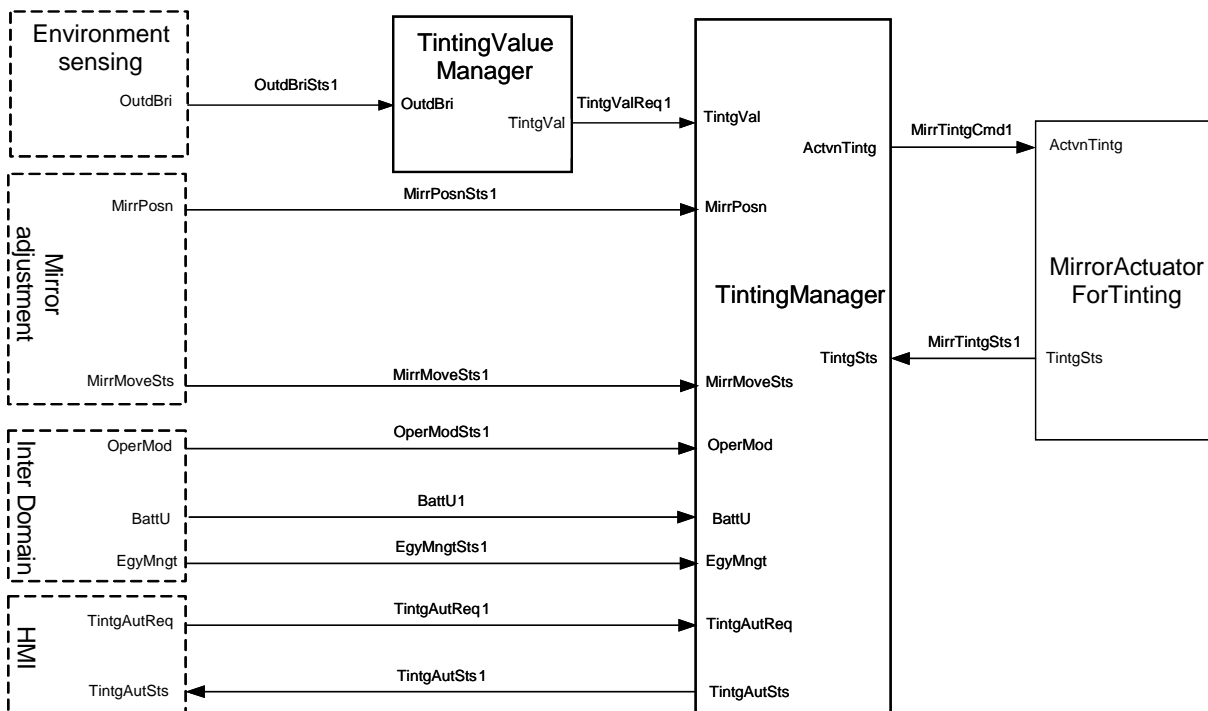 Environment
sensing
OutdBri
OutdBriSts1
TintingValue
Manager
OutdBri
TintgVal
TintgValReq1
TintgVal
ActvnTintg
MirrTintgCmd1
ActvnTintg
Mirror
adjustment
MirrPosn
MirrPosnSts1
MirrPosn
TintingManager
MirrorActuator
ForTinting
TintgSts
MirrTintgSts1
TintgSts
MirrMoveSts
MirrMoveSts1
MirrMoveSts
Inter Domain
OperMod
OperModSts1
OperMod
BattU
BattU1
BattU
EgyMngt
EgyMngtSts1
EgyMngt
HMI
TintgAutReq
TintgAutReq1
TintgAutReq
TintgAutSts
TintgAutSts1
TintgAutSts